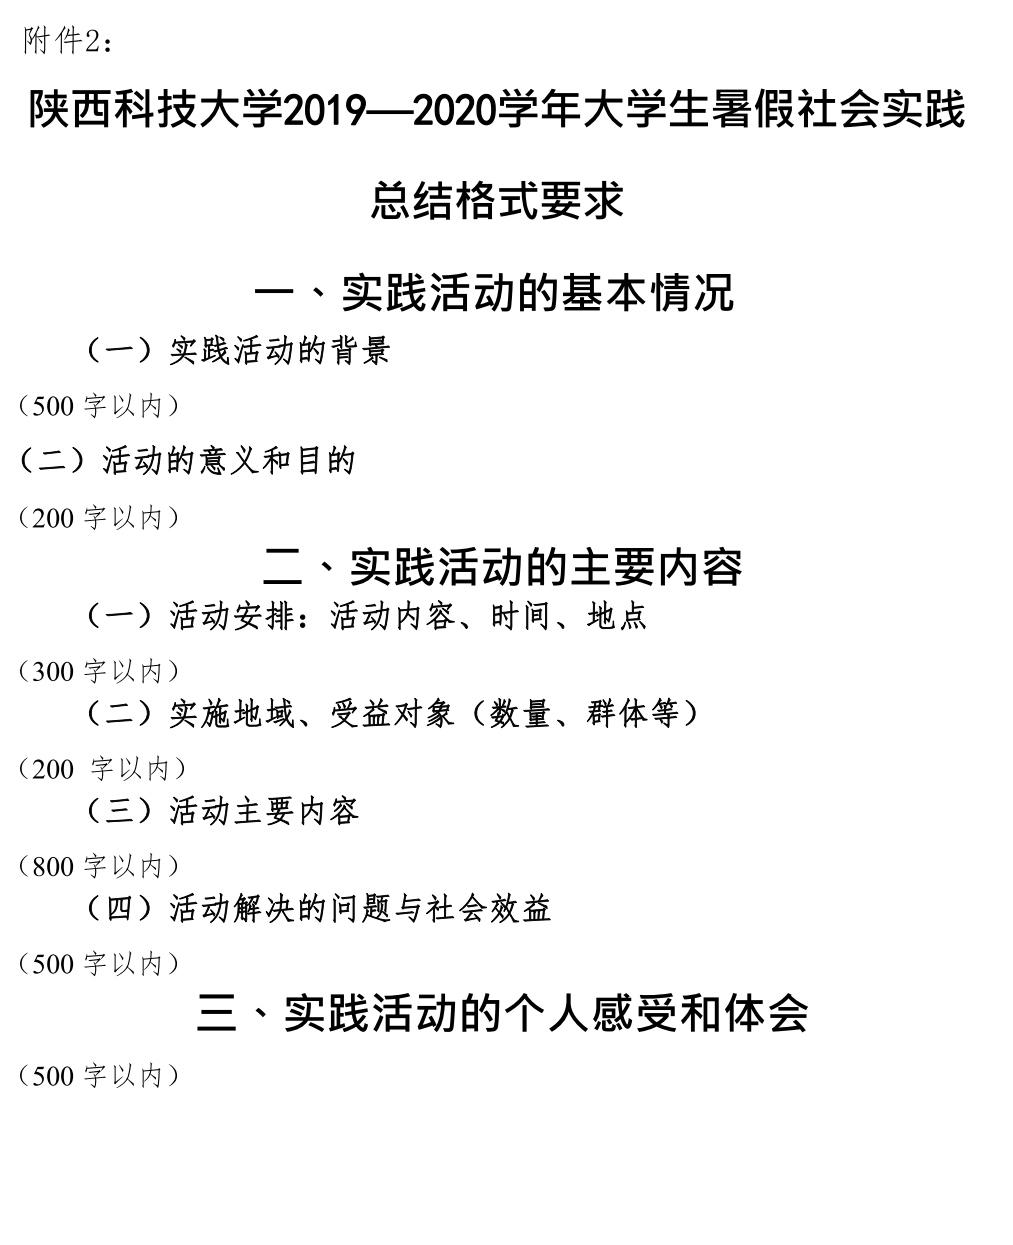 附件2：
陕西科技大学2019—2020学年大学生暑假社会实践
总结格式要求
一、实践活动的基本情况
（一）实践活动的背景
（500 字以内）
（二）活动的意义和目的
（200 字以内）
二、实践活动的主要内容
（一）活动安排：活动内容、时间、地点
（300 字以内）
（二）实施地域、受益对象（数量、群体等）
（200 字以内）
（三）活动主要内容
（800 字以内）
（四）活动解决的问题与社会效益
（500 字以内）
三、实践活动的个人感受和体会
（500 字以内）